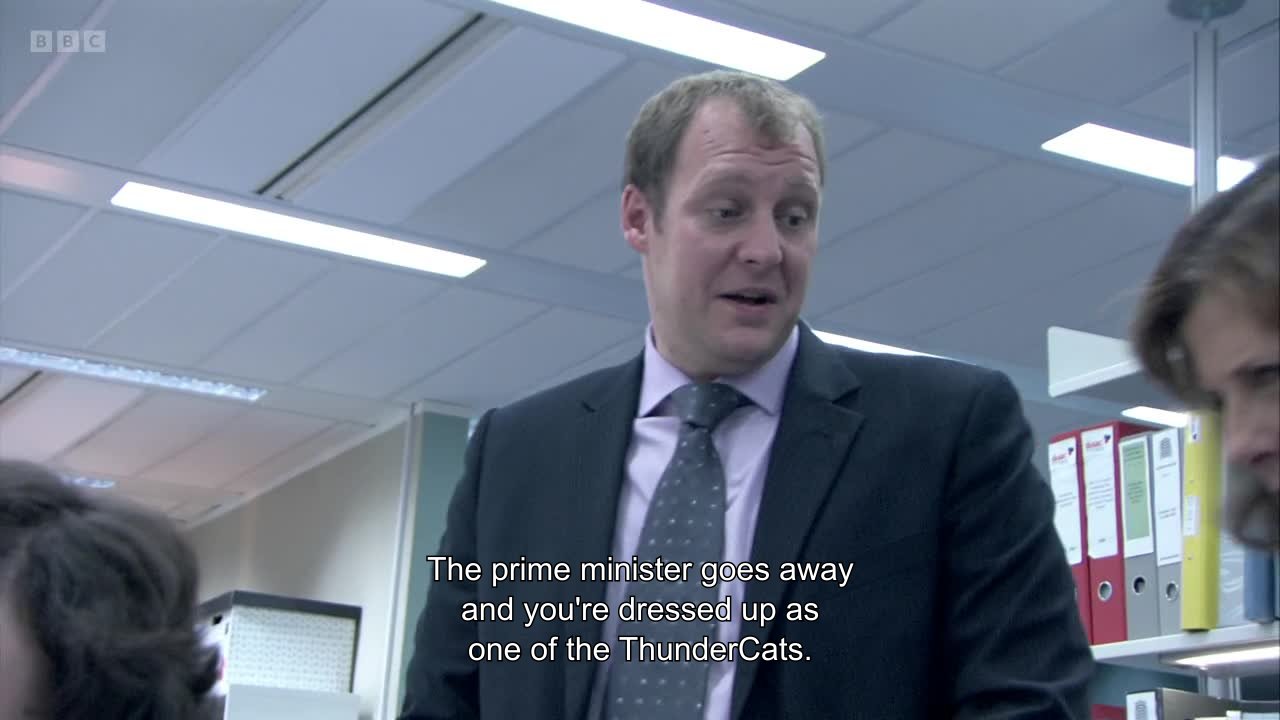 BBC
The prime minister goes away
and you're dressed up as
one of the ThunderCats.